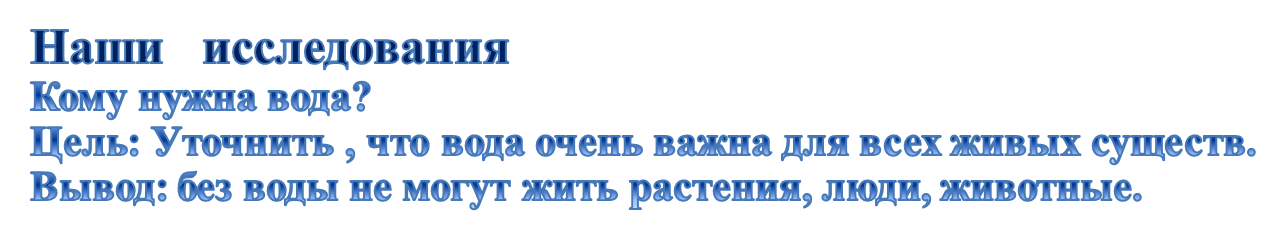 Наши исследования
Кому нужна вода?
Цель: Уточнить , что вода очень важна для всех живых существ.
Вывод: без воды не могут жить растения, люди, животные.